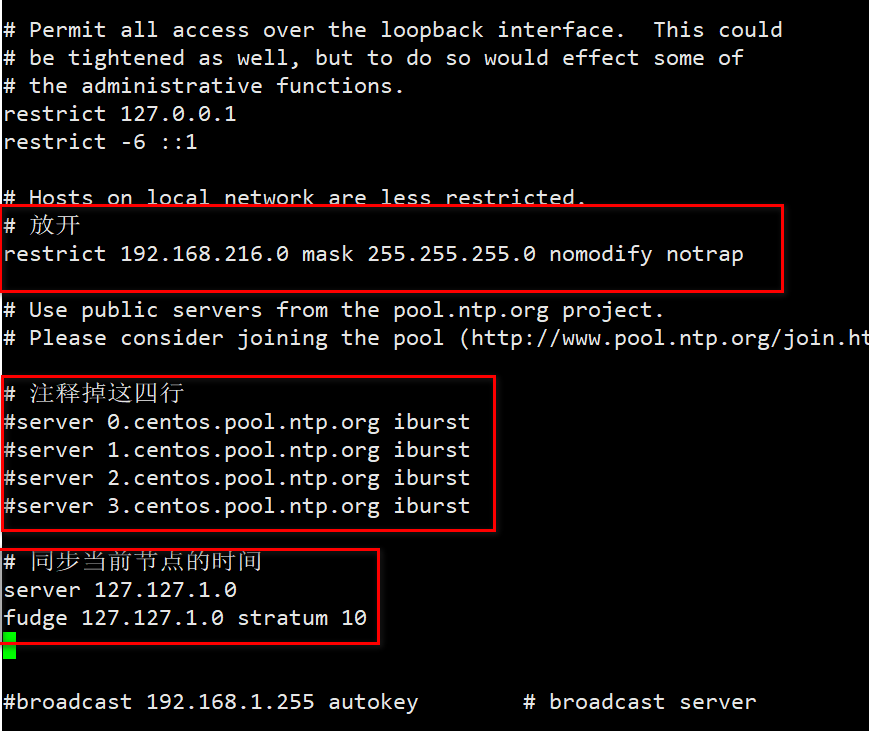 # Permit all access over the loopback interface.  This could
# be tightened as well, but to do so would effect some of
# the administrative functions.
restrict 127.0.0.1
restrict -6 ::1
# Hosts on local network are less restricted.
# 放开
restrict 192.168.216.0 mask 255.255.255.0 nomodify notrap
# Use public servers from the pool.ntp.org project.
# Please consider joining the pool (http://www.pool.ntp.org/join.ht
# 注释掉这四行
#server 0.centos.pool.ntp.org iburst
#server 1.centos.pool.ntp.org iburst
#server 2.centos.pool.ntp.org iburst
#server 3.centos.pool.ntp.org iburst
# 同步当前节点的时间
server 127.127.1.0
fudge 127.127.1.0 stratum 10
#broadcast 192.168.1.255 autokey        # broadcast server